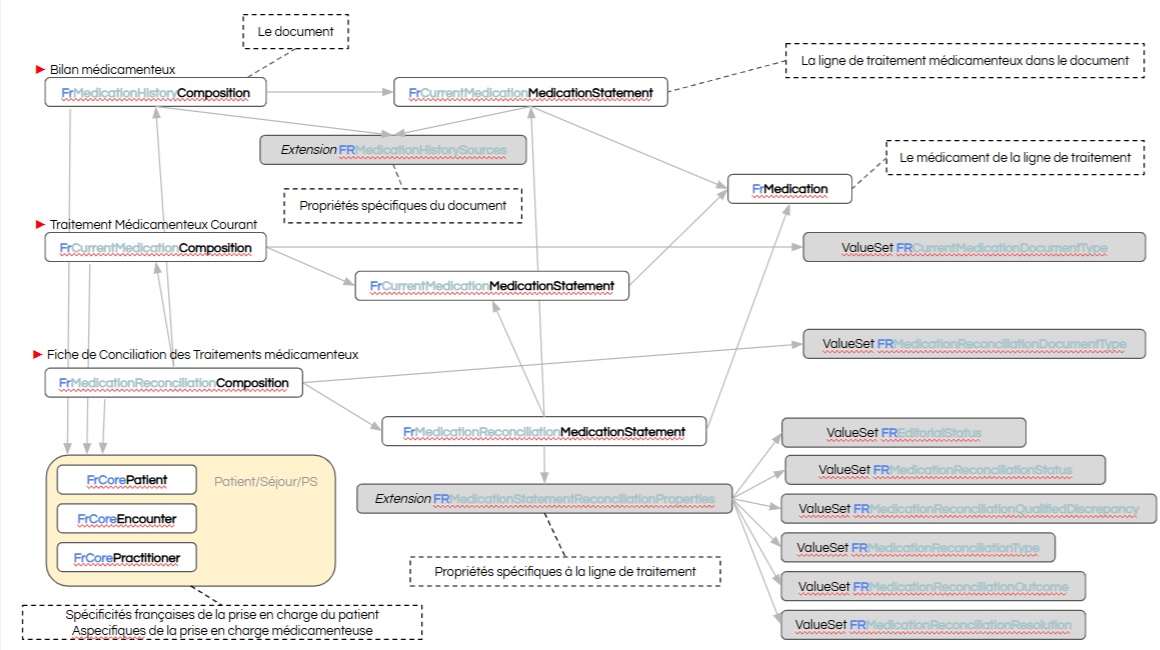 Le document
La ligne de traitement médicamenteux dans le document
Bilan médicamenteux
FrMedicationHistoryComposition
FrCurrentMedicationMedicationStatement
Extension FRMedicationHistorySources
Le médicament de la ligne de traitement
FrMedication
Propriétés spécifiques du document
Traitement Médicamenteux Courant
FrCurrentMedicationComposition
ValueSet FRCurrentMedicationDocumentType
FrCurrentMedicationMedicationStatement
Fiche de Conciliation des Traitements médicamenteux
ValueSet FRMedicationReconciliationDocumentType
FrMedicationReconciliationComposition
FrMedicationReconciliationMedicationStatement
ValueSet FREditorialStatus
ValueSet FRMedicationReconciliationStatus
FrCorePatient
Patient/Séjour/PS
Extension FRMedicationStatementReconciliationProperties
ValueSet FRMedicationReconciliationQualifiedDiscrepancy
FrCoreEncounter
ValueSet FRMedicationReconciliationType
FrCorePractitioner
Propriétés spécifiques à la ligne de traitement
ValueSet FRMedicationReconciliationOutcome
Spécificités françaises de la prise en charge du patient
Aspecifiques de la prise en charge médicamenteuse
ValueSet FRMedicationReconciliationResolution